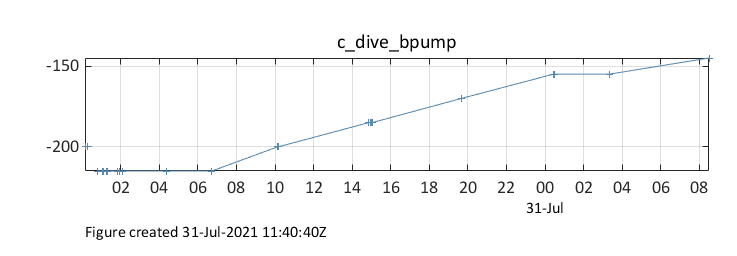 c_dive_bpump
-150
-200
02 04 06 08 10 12 14 16 18 20 22 00 02 04 06 08
31-Jul
Figure created 31-Jul-2021 11:40:40Z